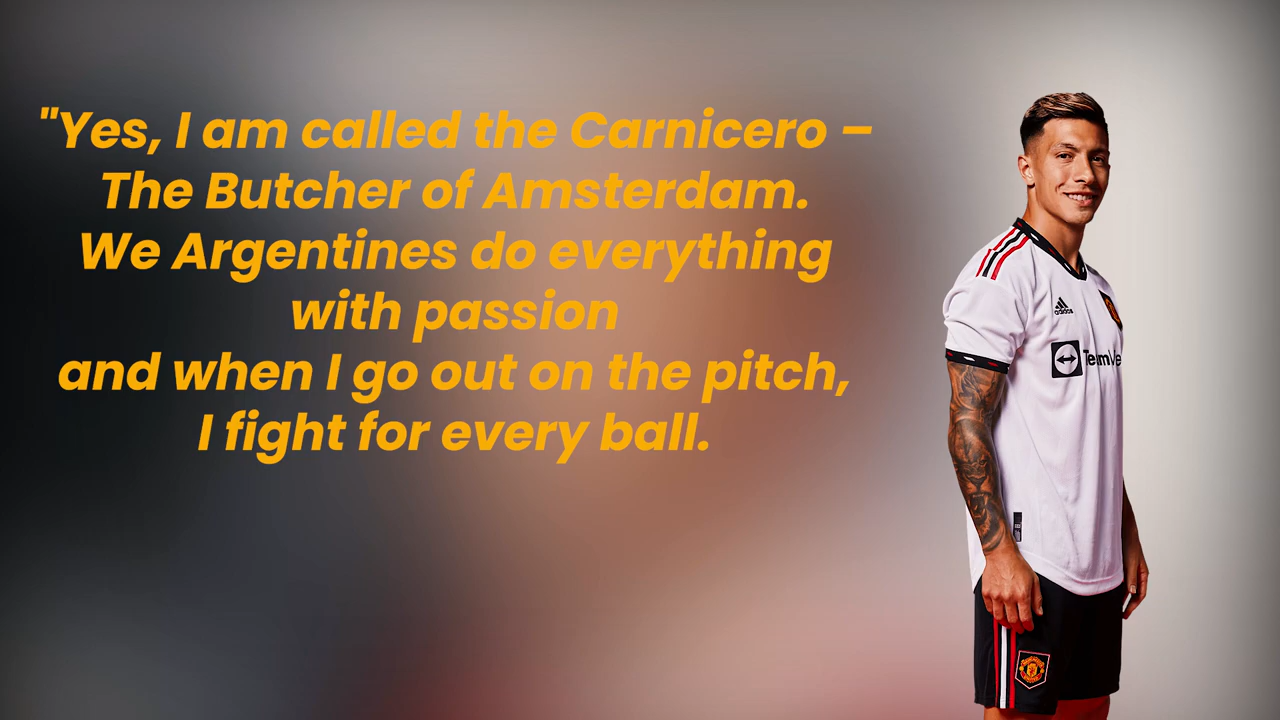 "Yes, I am called the Carnicero –
The Butcher of Amsterdam.
We Argentines do everything
with passion
and when I go out on the pitch,
I fight for every ball.
adidas